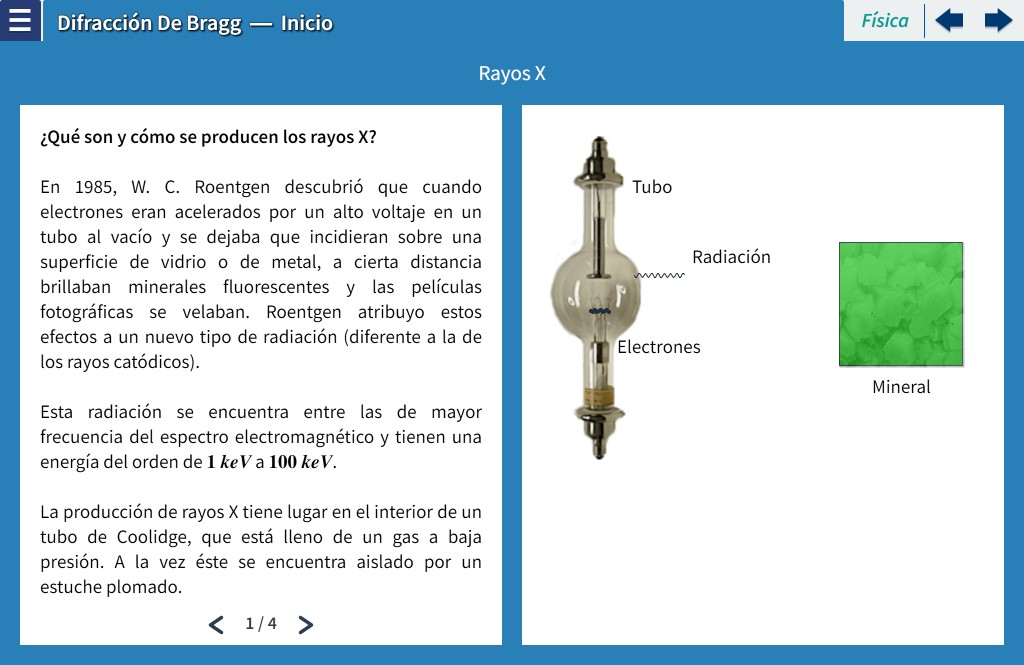 Difracción De Bragg — Inicio
Física
Rayos X
¿Qué son y cómo se producen los rayos X?
En 1985, W. C. Roentgen descubrió que cuando
electrones eran acelerados por un alto voltaje en un
tubo al vacío y se dejaba que incidieran sobre una
superficie de vidrio o de metal, a cierta distancia
brillaban minerales fluorescentes y las películas
fotográficas se velaban. Roentgen atribuyo estos
efectos a un nuevo tipo de radiación (diferente a la de
los rayos catódicos).
Esta radiación se encuentra entre las de mayor
frecuencia del espectro electromagnético y tienen una
energía del orden de 1 keV a 100 keV.
La producción de rayos X tiene lugar en el interior de un
tubo de Coolidge, que está lleno de un gas a baja
presión. A la vez éste se encuentra aislado por un
estuche plomado.
1 / 4
Tubo
Radiación
Electrones
Mineral